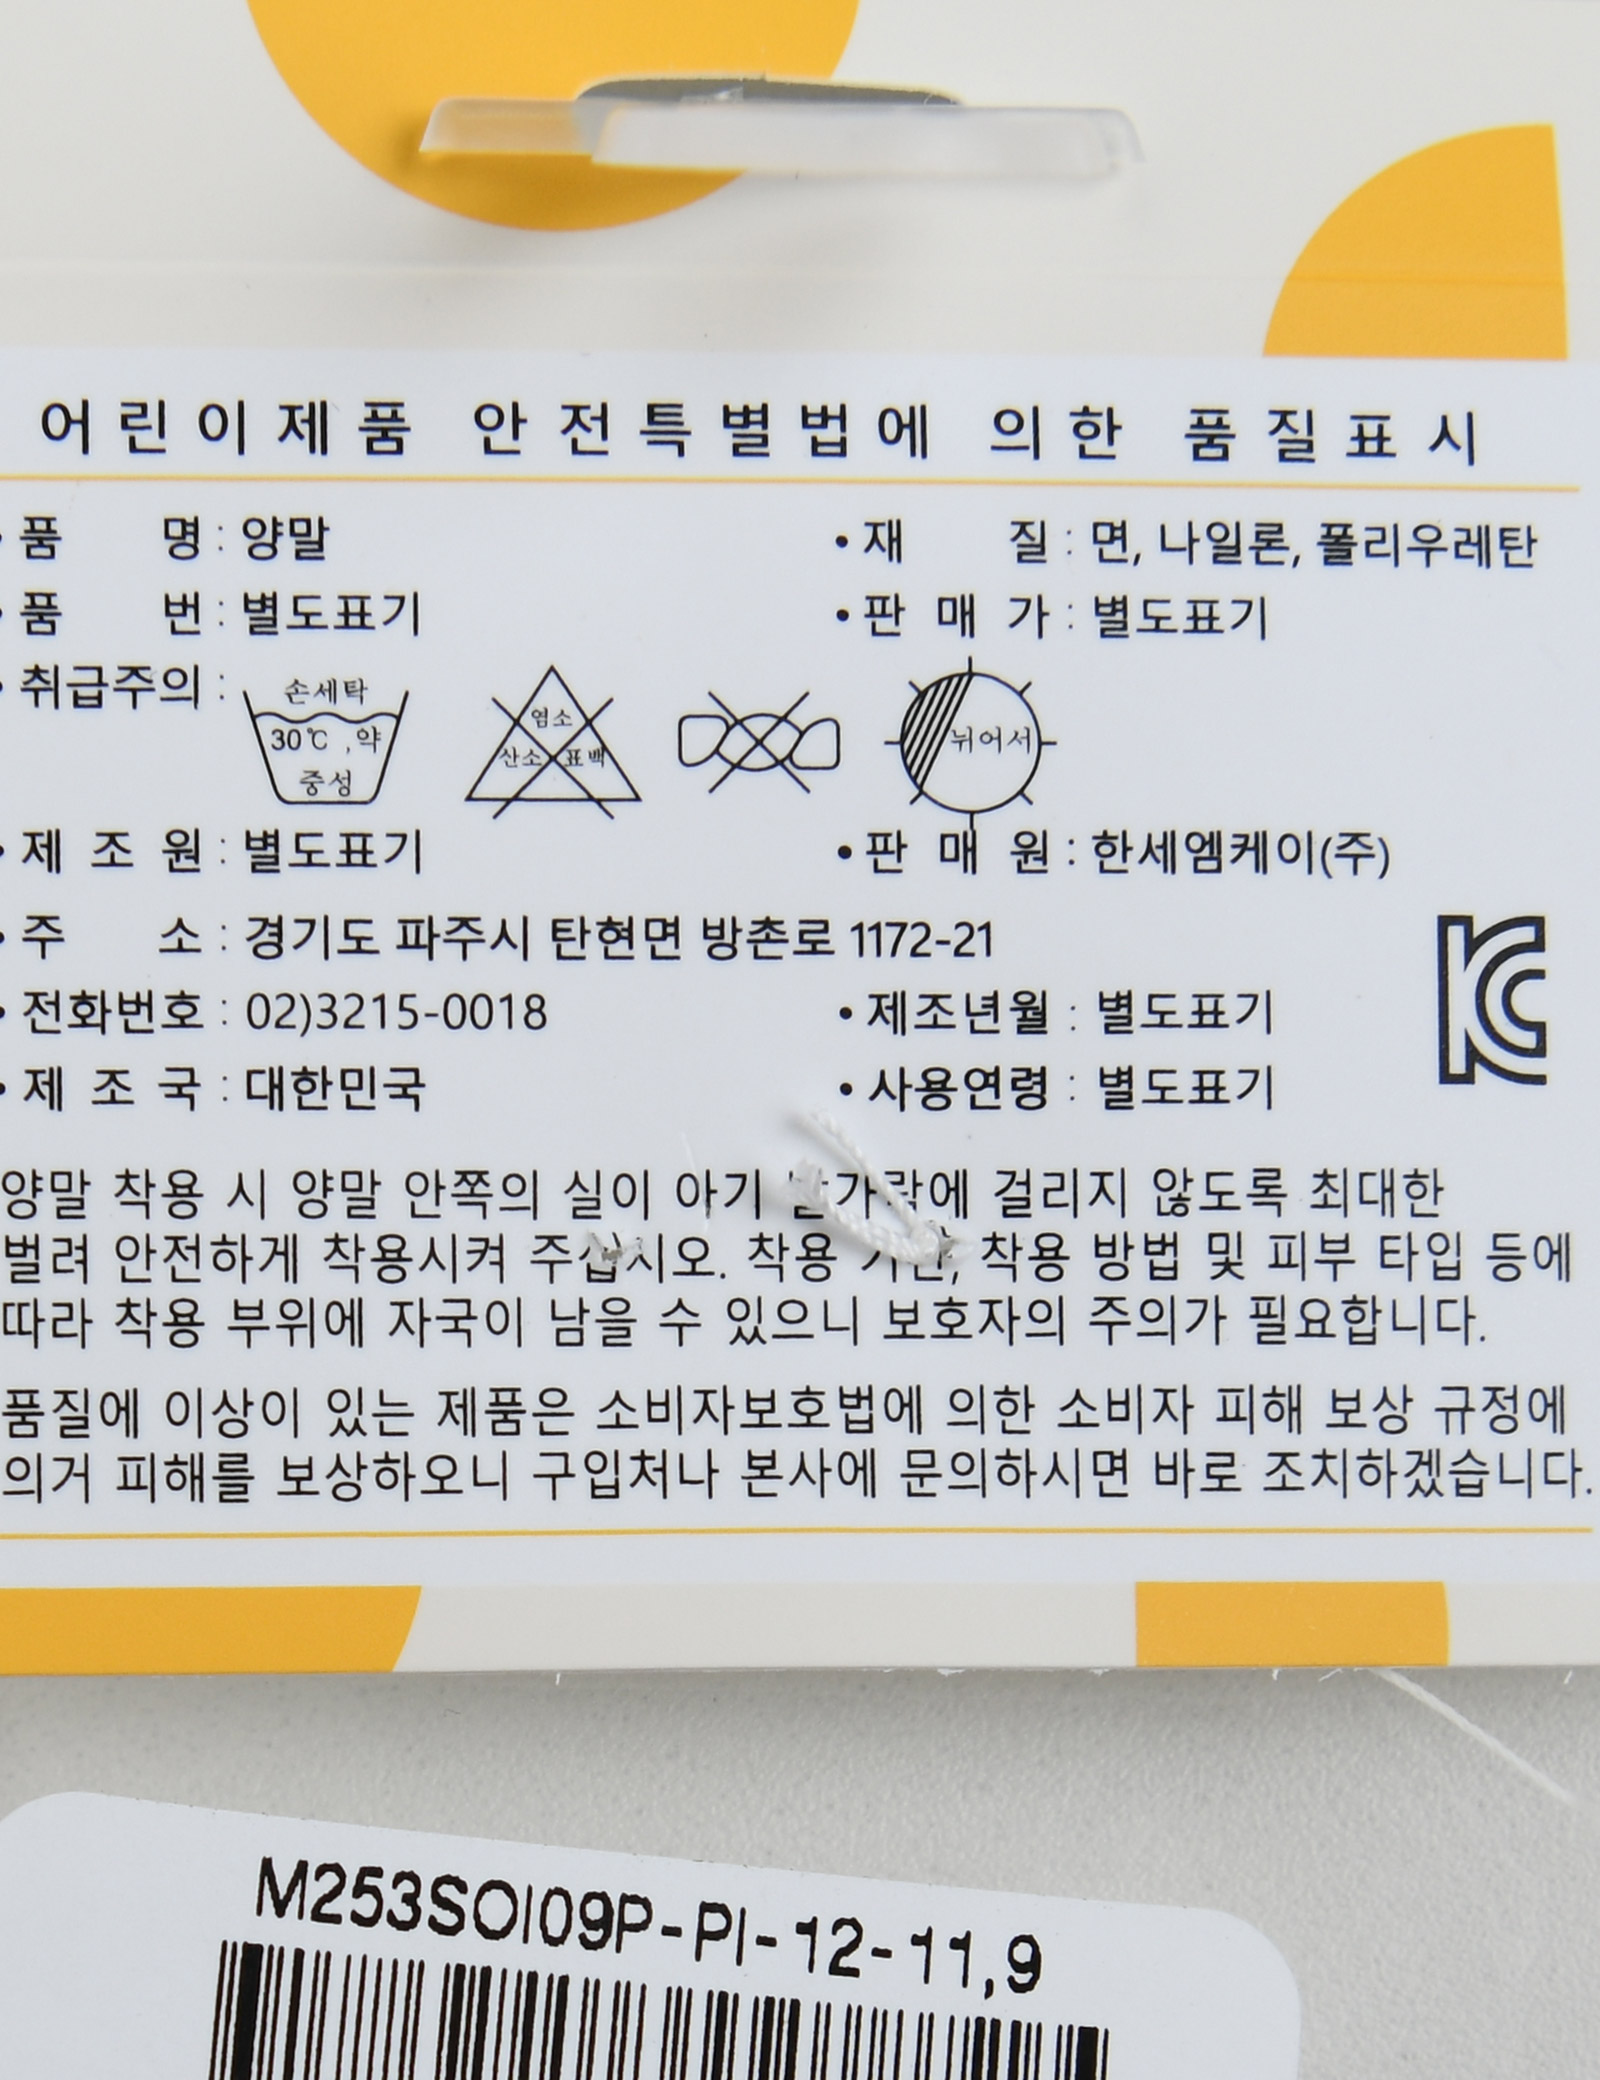 어린이제품 안전특별법에 의한 품질표시
• 품 명 : 양말
• 재 질 : 면, 나일론, 폴리우레탄
• 품 번 : 별도표기
• 판 매 가 : 별도표기
• 취급주의 :
손세탁
30℃ ,약
중성
염소
산소 표백
뉘어서
• 제 조 원 : 별도표기
• 판 매 원 : 한세엠케이(주)
• 주 소 : 경기도 파주시 탄현면 방촌로 1172-21
• 전화번호 : 02)3215-0018
• 제조년월 : 별도표기
• 제 조 국 : 대한민국
• 사용연령 : 별도표기
양말 착용 시 양말 안쪽의 실이 아기 발가락에 걸리지 않도록 최대한
벌려 안전하게 착용시켜 주십시오. 착용 기간, 착용 방법 및 피부 타입 등에
따라 착용 부위에 자국이 남을 수 있으니 보호자의 주의가 필요합니다.
품질에 이상이 있는 제품은 소비자보호법에 의한 소비자 피해 보상 규정에
의거 피해를 보상하오니 구입처나 본사에 문의하시면 바로 조치하겠습니다.
KC
M253SOI09P-PI-12-11,9